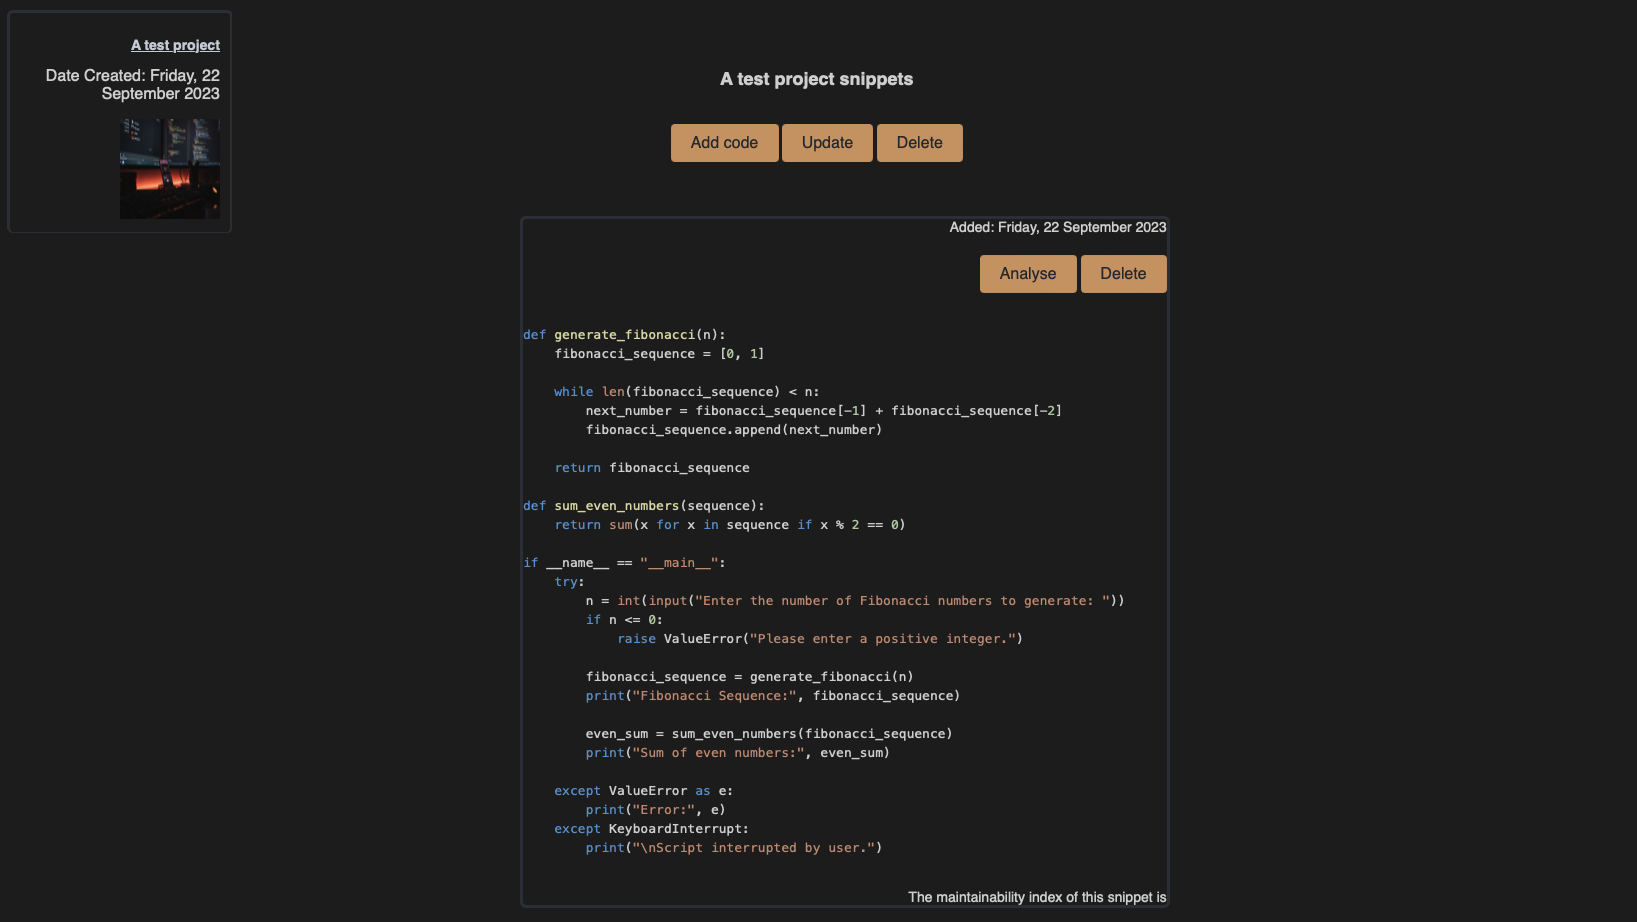 A test project
Date Created: Friday, 22
September 2023
A test project snippets
Add code
Update
Delete
Added: Friday, 22 September 2023
Analyse
Delete
def generate_fibonacci(n):
    fibonacci_sequence = [0, 1]
    while len(fibonacci_sequence) < n:
        next_number = fibonacci_sequence[-1] + fibonacci_sequence[-2]
        fibonacci_sequence.append(next_number)
    return fibonacci_sequence
def sum_even_numbers(sequence):
    return sum(x for x in sequence if x % 2 == 0)
if __name__ == "__main__":
    try:
        n = int(input("Enter the number of Fibonacci numbers to generate: "))
        if n <= 0:
            raise ValueError("Please enter a positive integer.")
        fibonacci_sequence = generate_fibonacci(n)
        print("Fibonacci Sequence:", fibonacci_sequence)
        even_sum = sum_even_numbers(fibonacci_sequence)
        print("Sum of even numbers:", even_sum)
    except ValueError as e:
        print("Error:", e)
    except KeyboardInterrupt:
        print("\nScript interrupted by user.")
The maintainability index of this snippet is